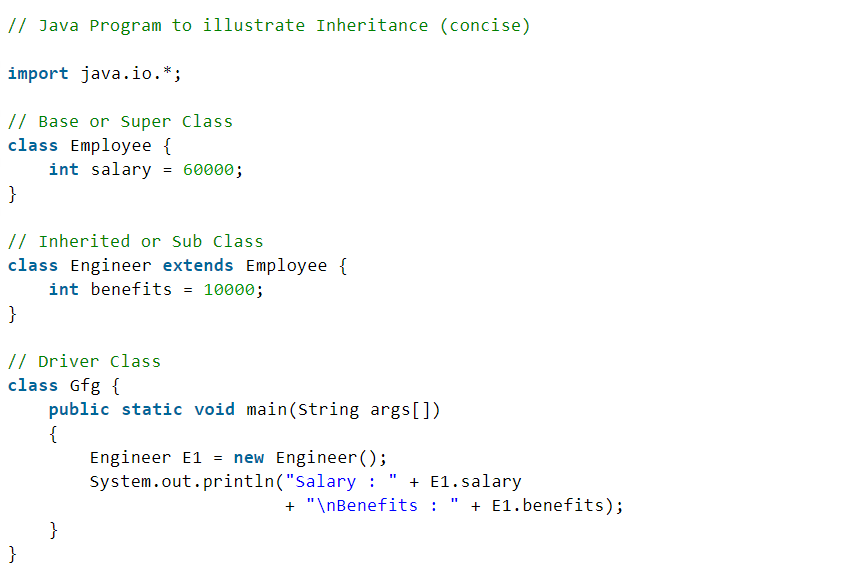 // Java Program to illustrate Inheritance (concise)
import java.io.*;
// Base or Super Class
class Employee {
    int salary = 60000;
}
// Inherited or Sub Class
class Engineer extends Employee {
    int benefits = 10000;
}
// Driver Class
class Gfg {
    public static void main(String args[])
    {
        Engineer E1 = new Engineer();
        System.out.println("Salary : " + E1.salary
                           + "\nBenefits : " + E1.benefits);
    }
}